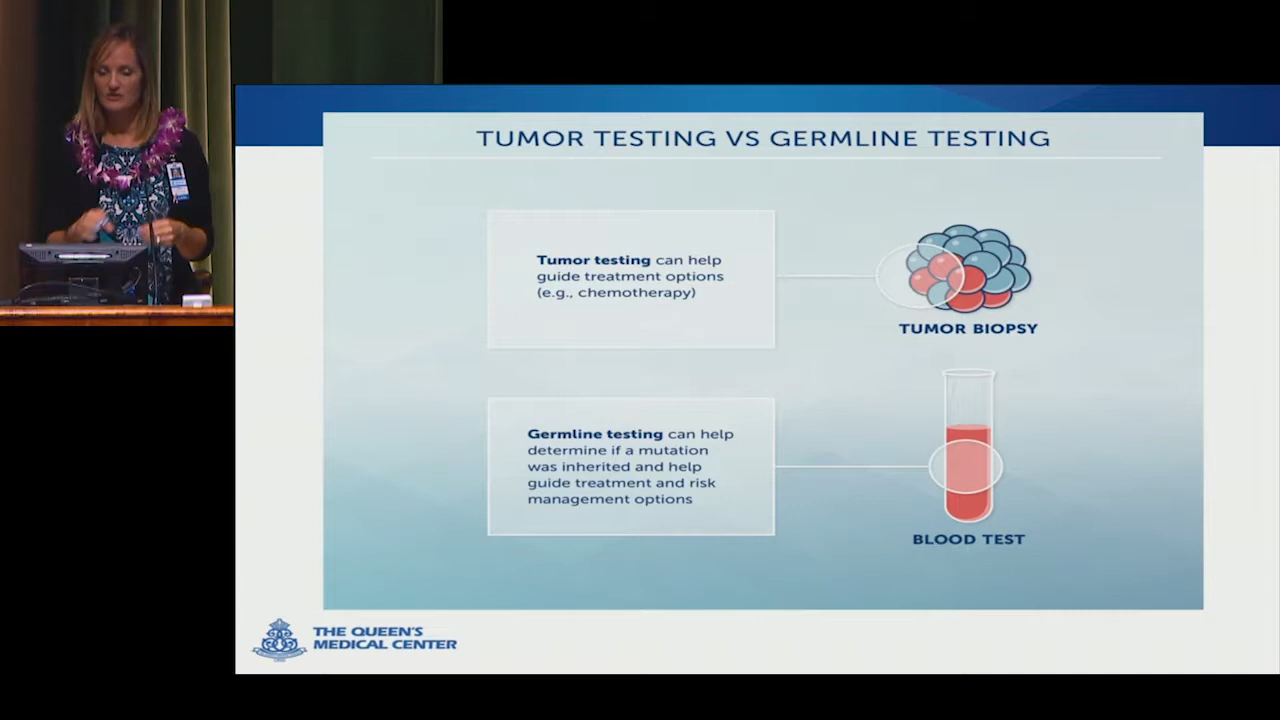 TUMOR TESTING VS GERMLINE TESTING
Tumor testing can help
guide treatment options
(e.g., chemotherapy)
TUMOR BIOPSY
Germline testing can help
determine if a mutation
was inherited and help
guide treatment and risk
management options
BLOOD TEST
THE QUEEN'S
MEDICAL CENTER